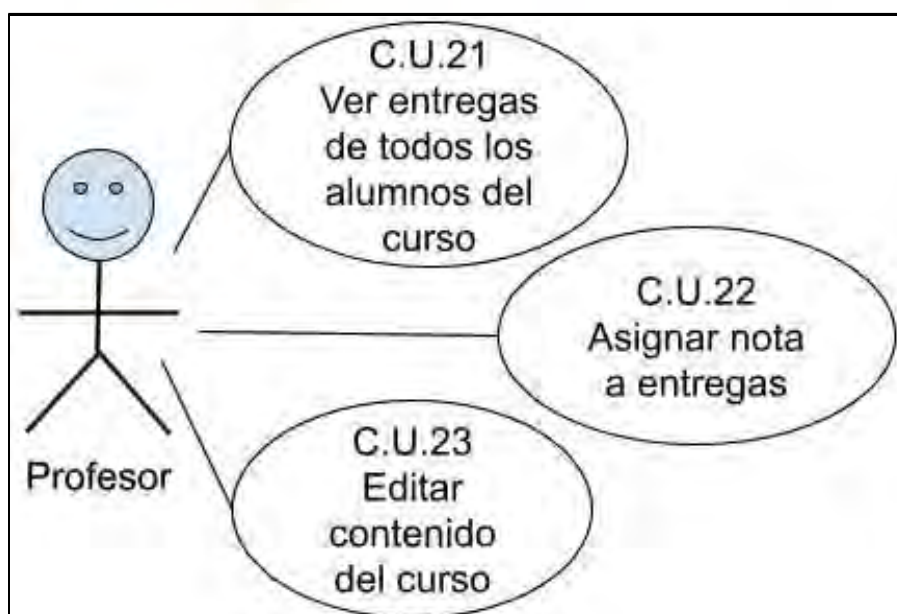 C.U.21
Ver entregas
de todos los
alumnos del
curso
C.U.22
Asignar nota
a entregas
Profesor
C.U.23
Editar
contenido
del curso